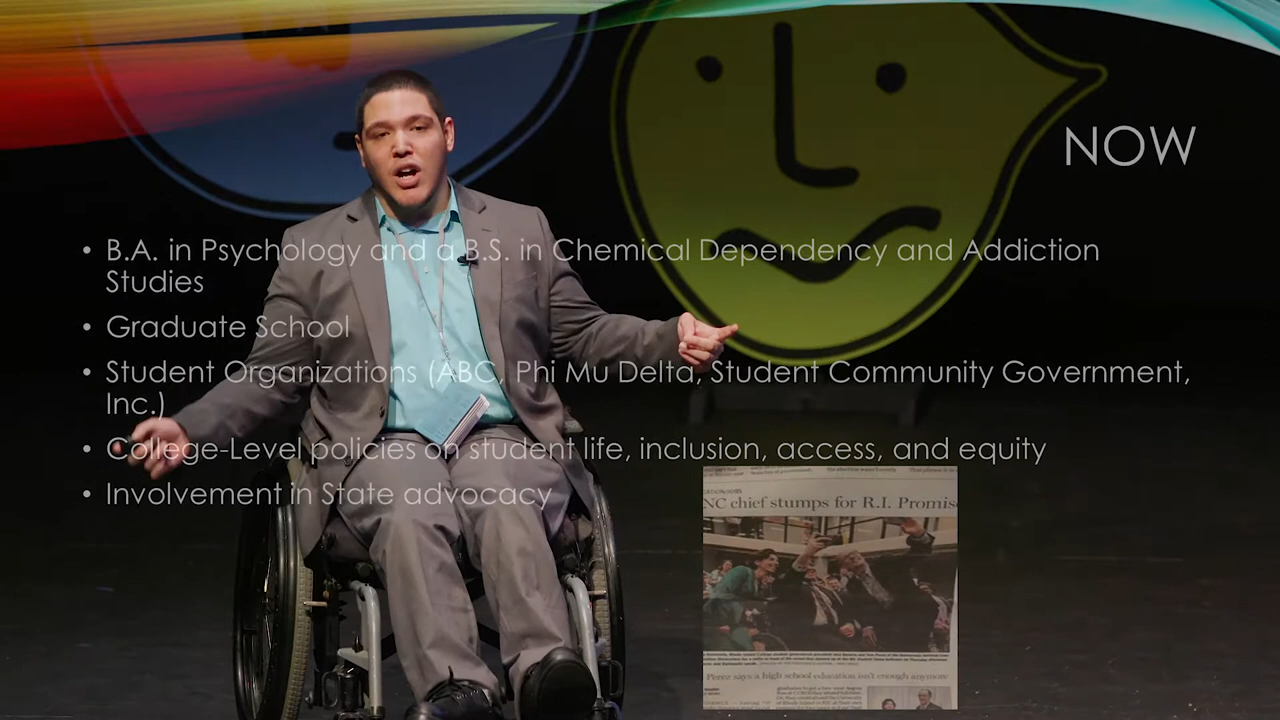 NOW
• B.A. in Psychology and a B.S. in Chemical Dependency and Addiction
Studies
• Graduate School
• Student Organizations (ABC, Phi Mu Delta, Student Community Government,
Inc.)
• College-Level policies on student life, inclusion, access, and equity
• Involvement in State advocacy
NC chief stumps for R.I. Promis
Perez says a high school education isn't enough anymore